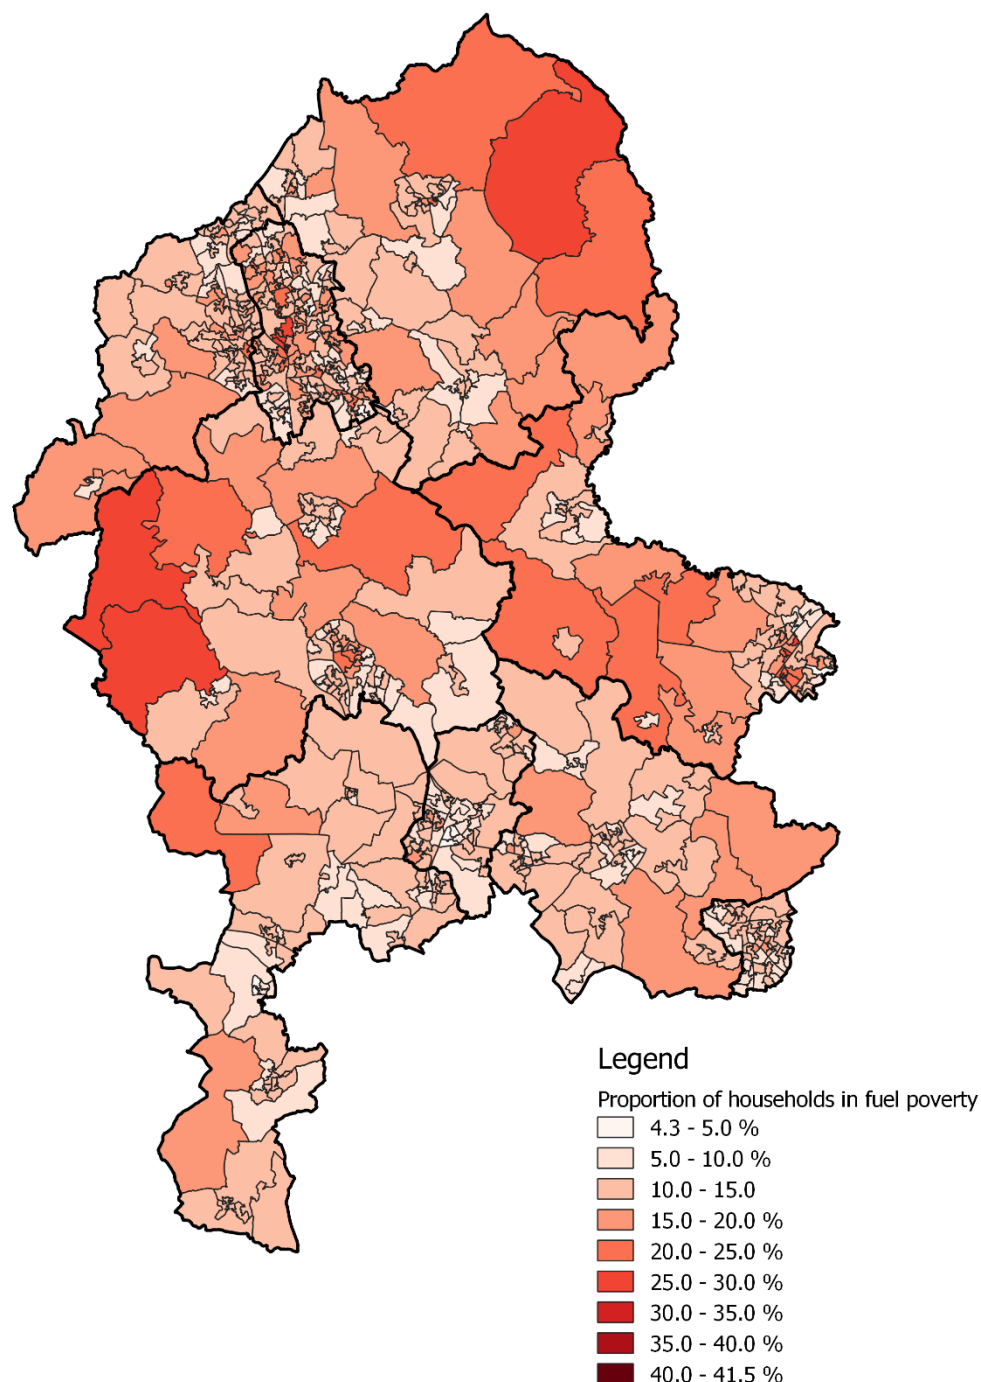 Legend
Proportion of households in fuel poverty
4.3 - 5.0 %
5.0 - 10.0 %
10.0 - 15.0
15.0 - 20.0 %
20.0 - 25.0 %
25.0 - 30.0 %
30.0 - 35.0 %
35.0 - 40.0 %
40.0 - 41.5 %